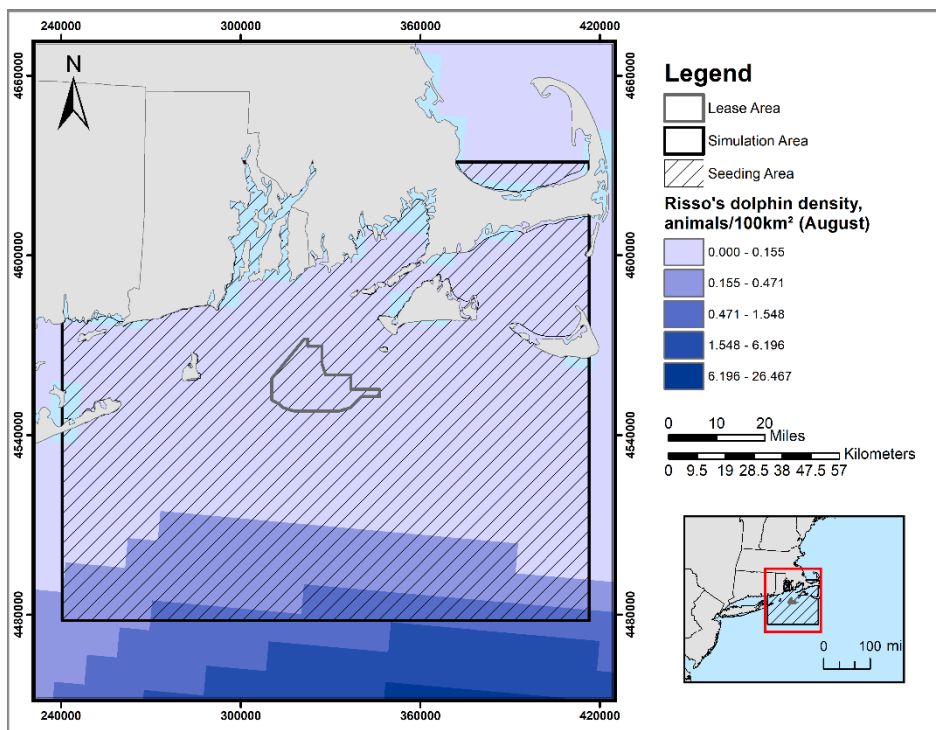 240000 300000 360000 420000
4660000 4660000
N
4600000 4600000
4540000 4540000
4480000 4480000
240000 300000 360000 420000
Legend
Lease Area
Simulation Area
Seeding Area
Risso's dolphin density,
animals/100km² (August)
0.000 - 0.155
0.155 - 0.471
0.471 - 1.548
1.548 - 6.196
6.196 - 26.467
0 10 20
Miles
Kilometers
0 9.5 19 28.5 38 47.5 57
0 100 mi